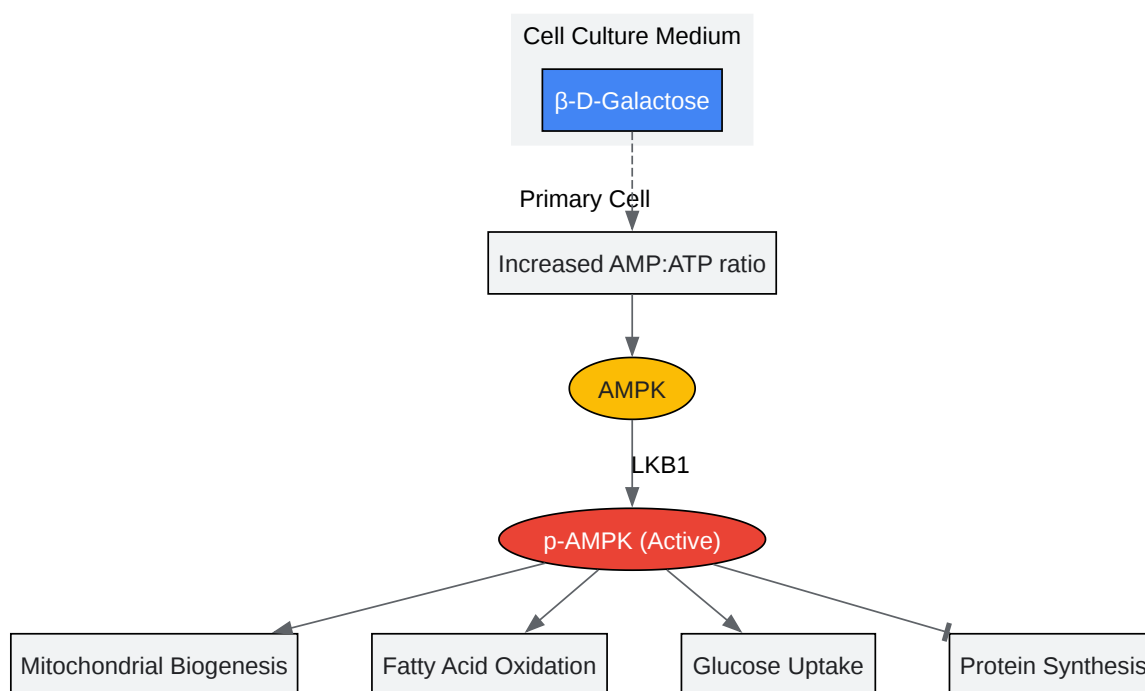 Cell Culture Medium
β-D-Galactose
Primary Cell
Increased AMP:ATP ratio
AMPK
LKB1
p-AMPK (Active)
Mitochondrial Biogenesis
Fatty Acid Oxidation
Glucose Uptake
Protein Synthesis